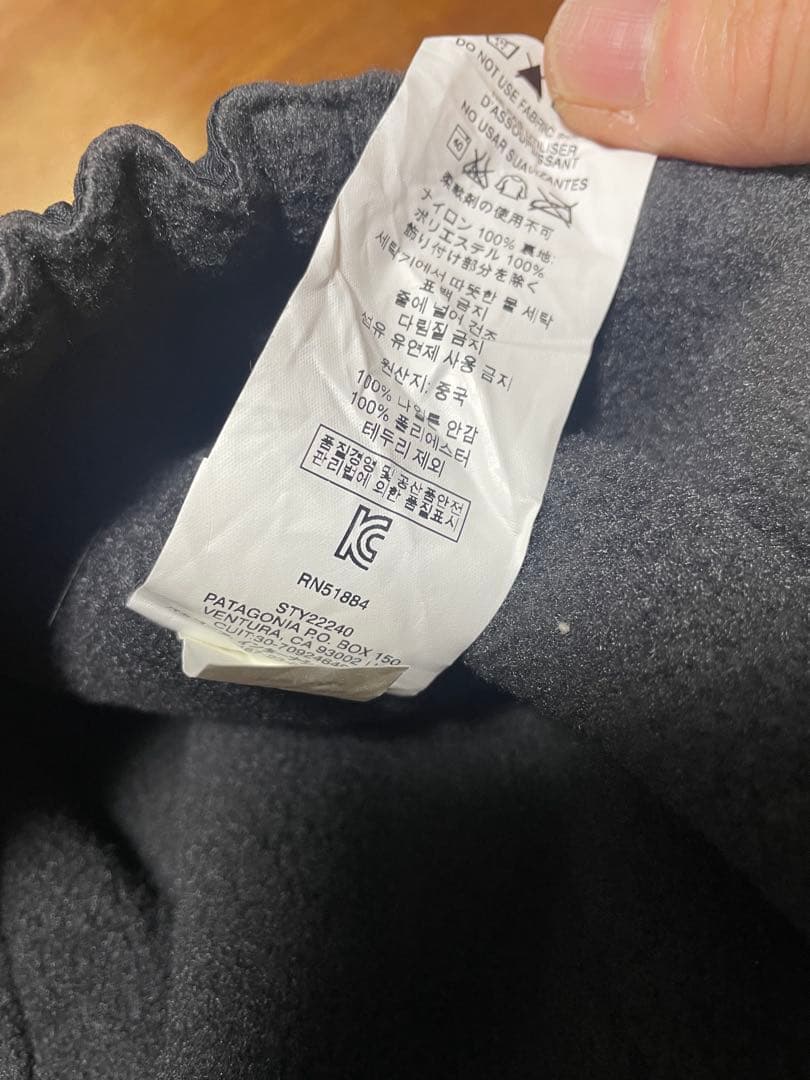 DO NOT USE FABRIC
D'ASSOUPLISER
NO USAR SUAVIZANTES
40
柔軟剤の使用不可
ナイロン 100% 裏地:
ポリエステル 100%
飾り付け部分を除く
세탁기에서 따뜻한 물 세탁
표백 금지
줄에 널어 건조
다림질 금지
섬유 유연제 사용 금지
원산지: 중국
100% 나일론 안감
100% 폴리에스터
테두리 제외
품질경영 및 공산품안전
관리법에 의한 품질표시
RN51884
STY22240
PATAGONIA P.O. BOX 150
VENTURA, CA 93002
CUIT:30-7092484